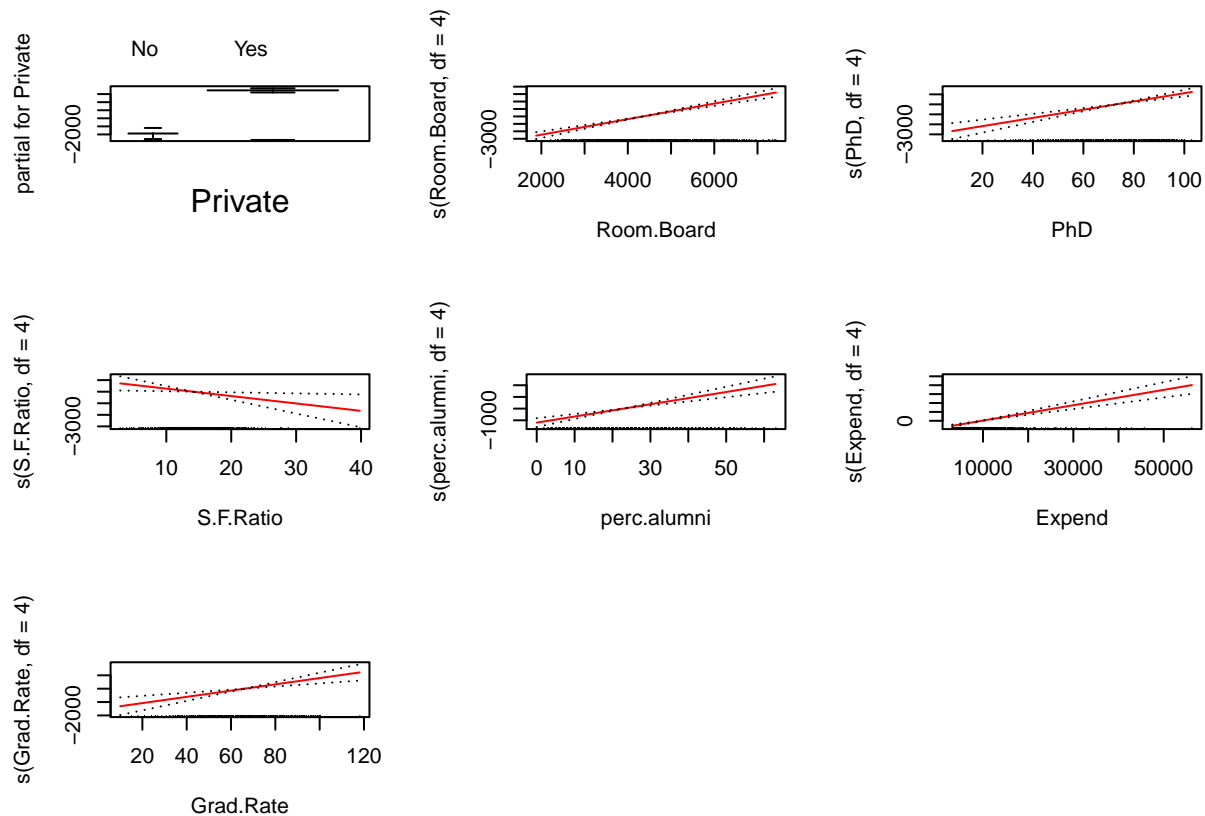 partial for Private
−2000
No Yes
Private
s(Room.Board, df = 4)
−3000
2000 4000 6000
Room.Board
s(PhD, df = 4)
−3000
20 40 60 80 100
PhD
s(S.F.Ratio, df = 4)
−3000
10 20 30 40
S.F.Ratio
s(perc.alumni, df = 4)
−1000
0 10 30 50
perc.alumni
s(Expend, df = 4)
0
10000 30000 50000
Expend
s(Grad.Rate, df = 4)
−2000
20 40 60 80 120
Grad.Rate